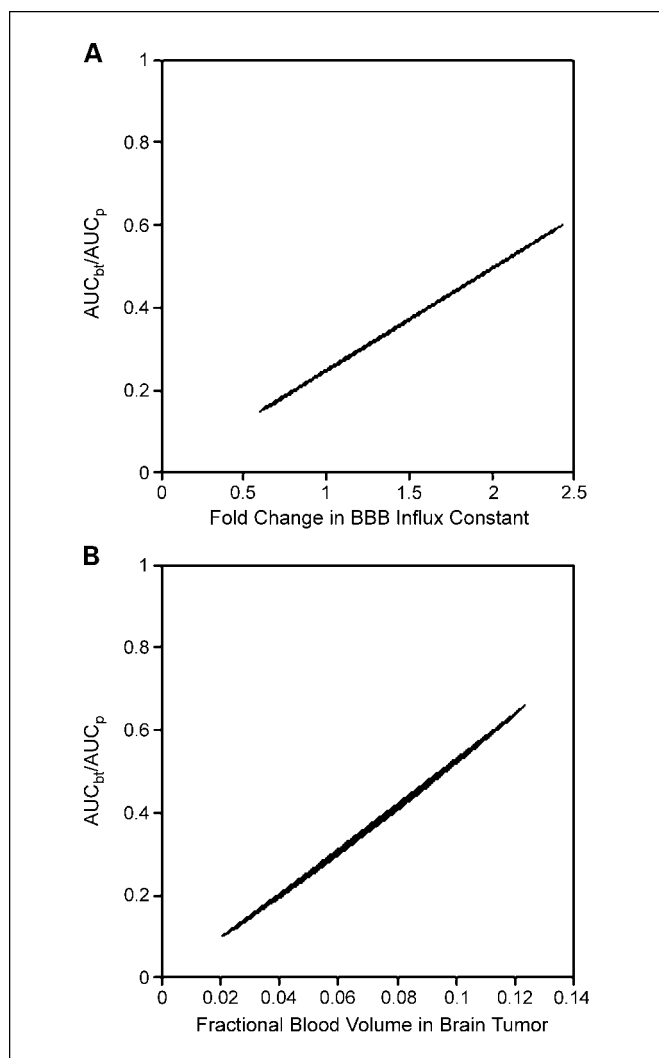 A
1
0.8
0.6
0.4
0.2
0
AUCbt/AUCp
0 0.5 1 1.5 2 2.5
Fold Change in BBB Influx Constant
B
1
0.8
0.6
0.4
0.2
0
AUCbt/AUCp
0 0.02 0.04 0.06 0.08 0.1 0.12 0.14
Fractional Blood Volume in Brain Tumor